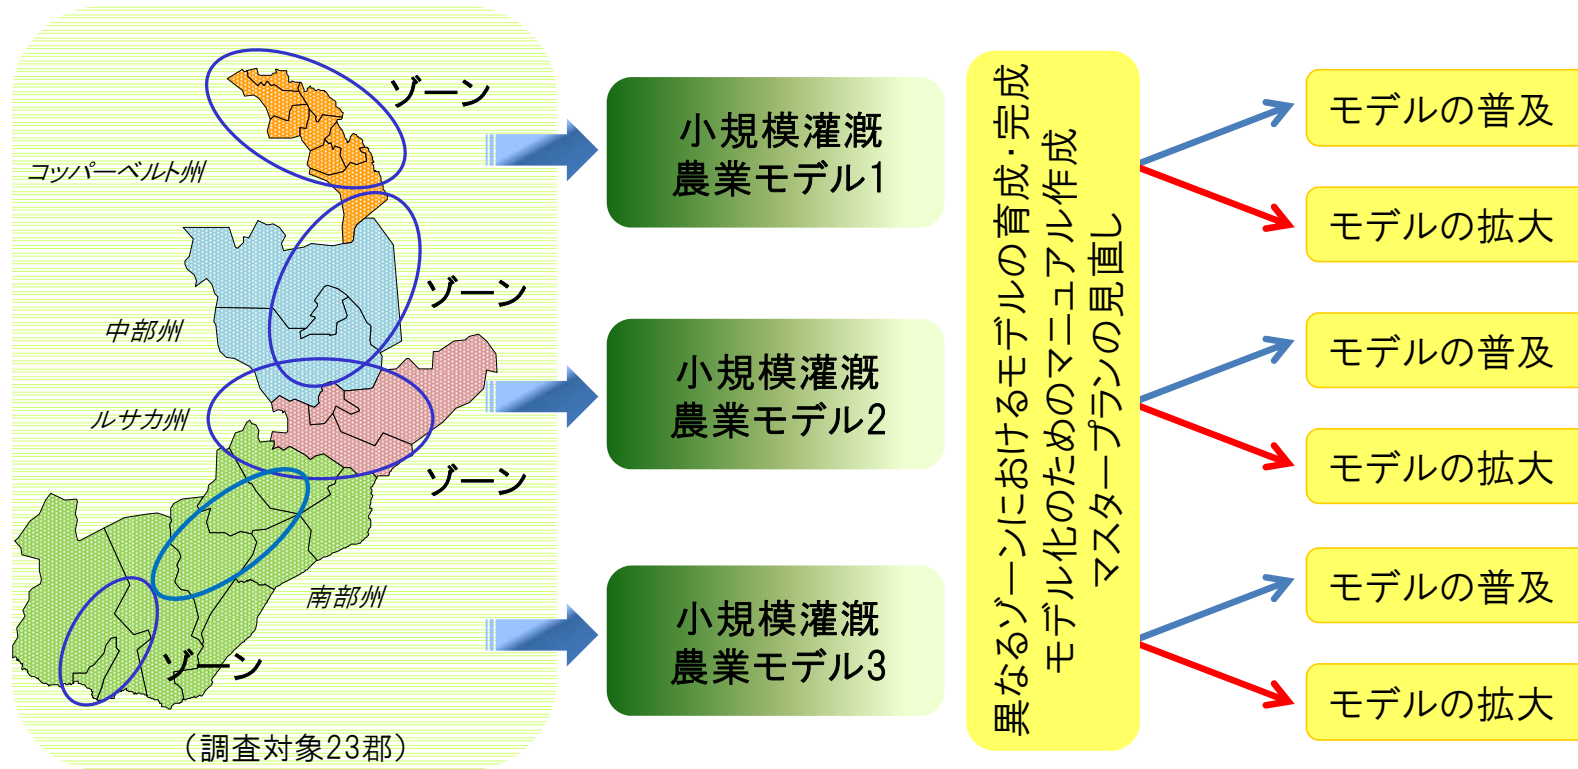 ゾーン
コッパーベルト州
ゾーン
中部州
ルサカ州
ゾーン
南部州
ゾーン
（調査対象23郡）
小規模灌漑
農業モデル1
小規模灌漑
農業モデル2
小規模灌漑
農業モデル3
異なるゾーンにおけるモデルの育成・完成
モデル化のためのマニュアル作成
マスタープランの見直し
モデルの普及
モデルの拡大
モデルの普及
モデルの拡大
モデルの普及
モデルの拡大